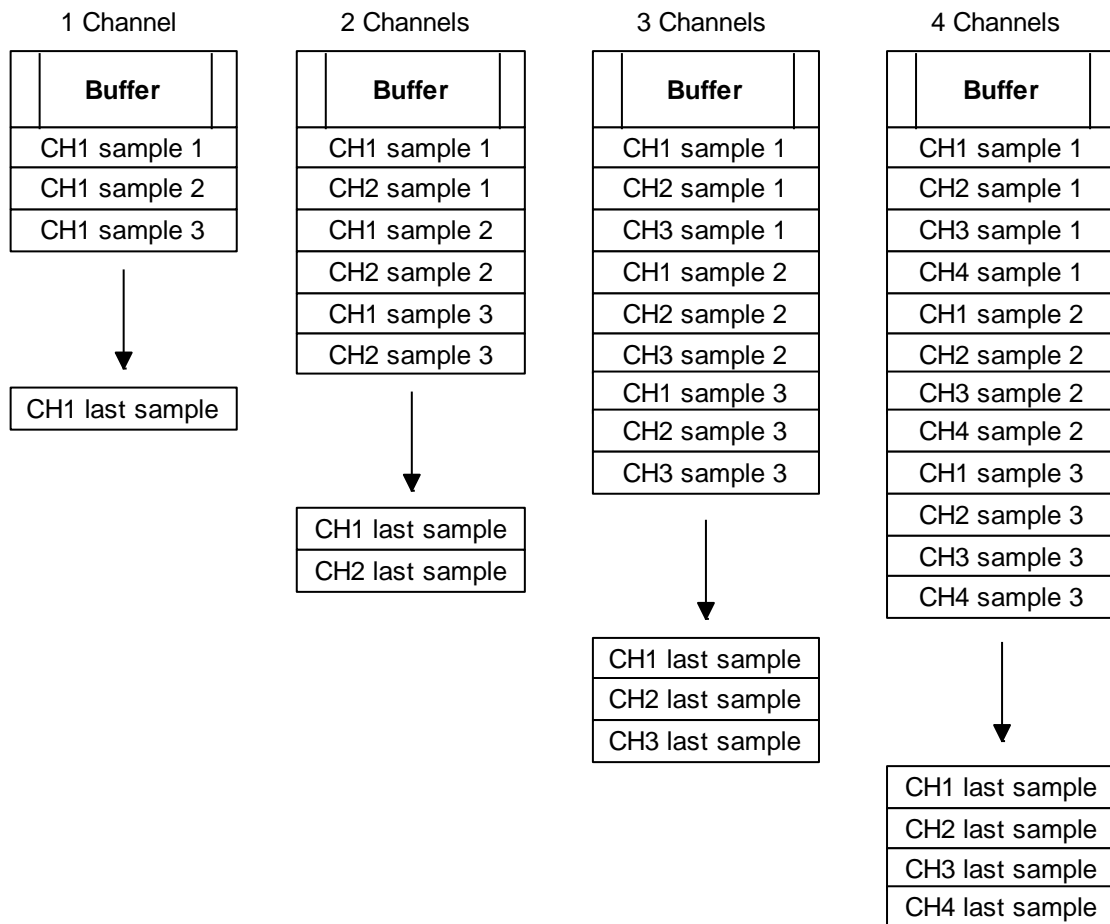 1 Channel
Buffer
CH1 sample 1
CH1 sample 2
CH1 sample 3
CH1 last sample
2 Channels
Buffer
CH1 sample 1
CH2 sample 1
CH1 sample 2
CH2 sample 2
CH1 sample 3
CH2 sample 3
CH1 last sample
CH2 last sample
3 Channels
Buffer
CH1 sample 1
CH2 sample 1
CH3 sample 1
CH1 sample 2
CH2 sample 2
CH3 sample 2
CH1 sample 3
CH2 sample 3
CH3 sample 3
CH1 last sample
CH2 last sample
CH3 last sample
4 Channels
Buffer
CH1 sample 1
CH2 sample 1
CH3 sample 1
CH4 sample 1
CH1 sample 2
CH2 sample 2
CH3 sample 2
CH4 sample 2
CH1 sample 3
CH2 sample 3
CH3 sample 3
CH4 sample 3
CH1 last sample
CH2 last sample
CH3 last sample
CH4 last sample